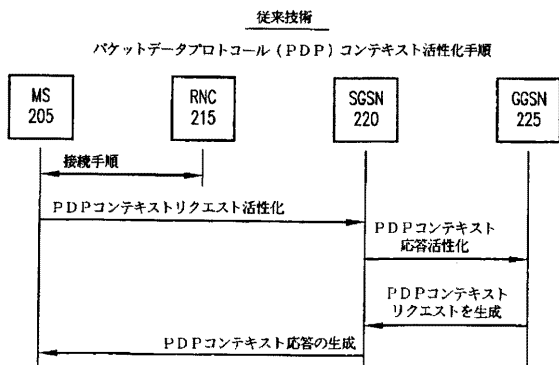 従来技術
パケットデータプロトコール (PDP) コンテキスト活性化手順
MS
205
RNC
215
SGSN
220
GGSN
225
接続手順
PDPコンテキストリクエスト活性化
PDPコンテキスト
応答活性化
PDPコンテキスト
リクエストを生成
PDPコンテキスト応答の生成